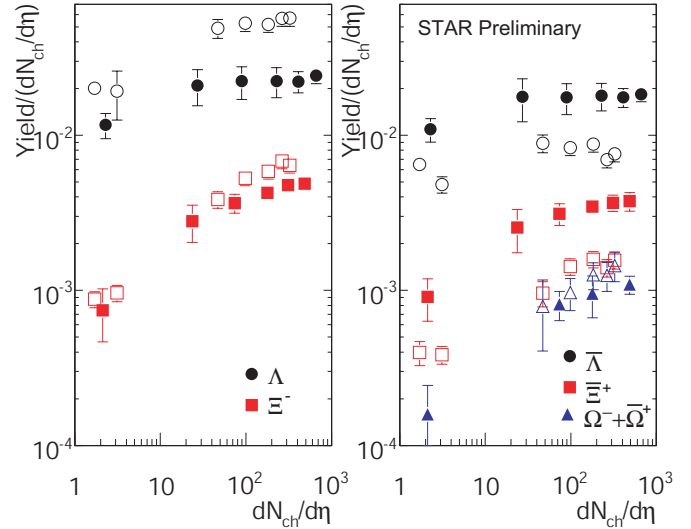 Yield/(dN_ch/dη)
10^-2
10^-3
10^-4
1
10
10^2
10^3
dN_ch/dη
Λ
Ξ^-
Yield/(dN_ch/dη)
STAR Preliminary
10^-2
10^-3
10^-4
1
10
10^2
10^3
dN_ch/dη
Λ̅
Ξ̅^+
Ω^-+Ω̅^+